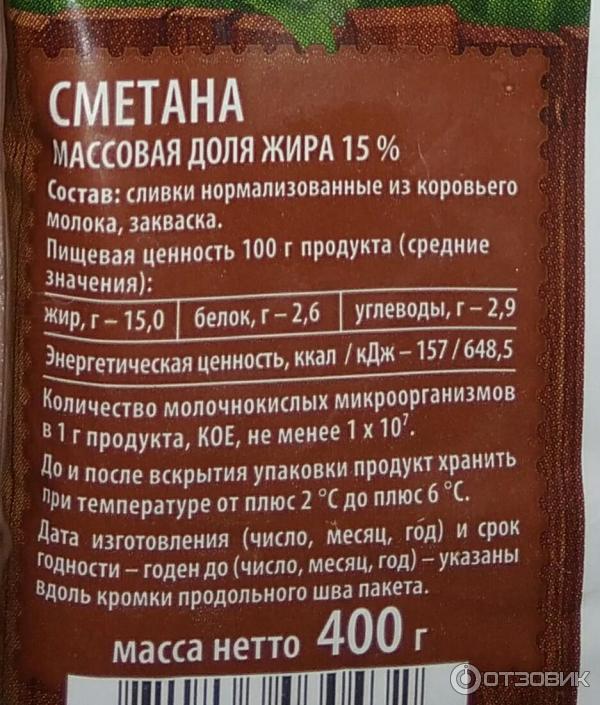 СМЕТАНА
МАССОВАЯ ДОЛЯ ЖИРА 15 %
Состав: сливки нормализованные из коровьего
молока, закваска.
Пищевая ценность 100 г продукта (средние
значения):
жир, г – 15,0 белок, г – 2,6 углеводы, г – 2,9
Энергетическая ценность, ккал / кДж – 157 / 648,5
Количество молочнокислых микроорганизмов
в 1 г продукта, КОЕ, не менее 1 х 10⁷.
До и после вскрытия упаковки продукт хранить
при температуре от плюс 2 °С до плюс 6 °С.
Дата изготовления (число, месяц, год) и срок
годности – годен до (число, месяц, год) – указаны
вдоль кромки продольного шва пакета.
масса нетто 400 г
ОТЗОВИК